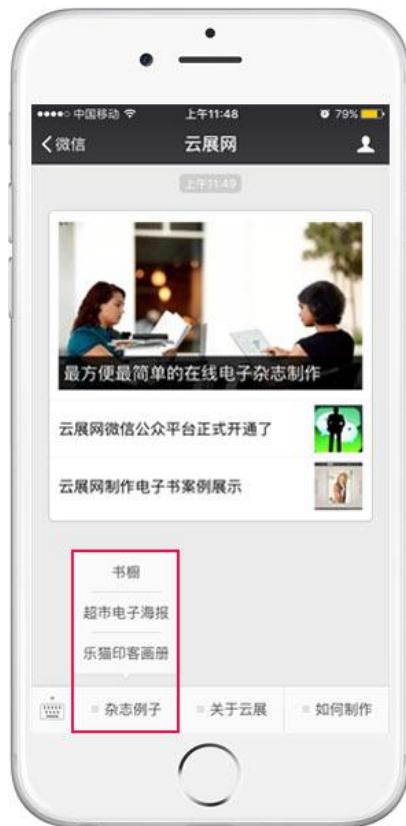 中国移动 上午11:48 79%
微信 云展网
上午11:49
最方便最简单的在线电子杂志制作
云展网微信公众平台正式开通了
云展网制作电子书案例展示
书橱
超市电子海报
乐猫印客画册
杂志例子 关于云展 如何制作